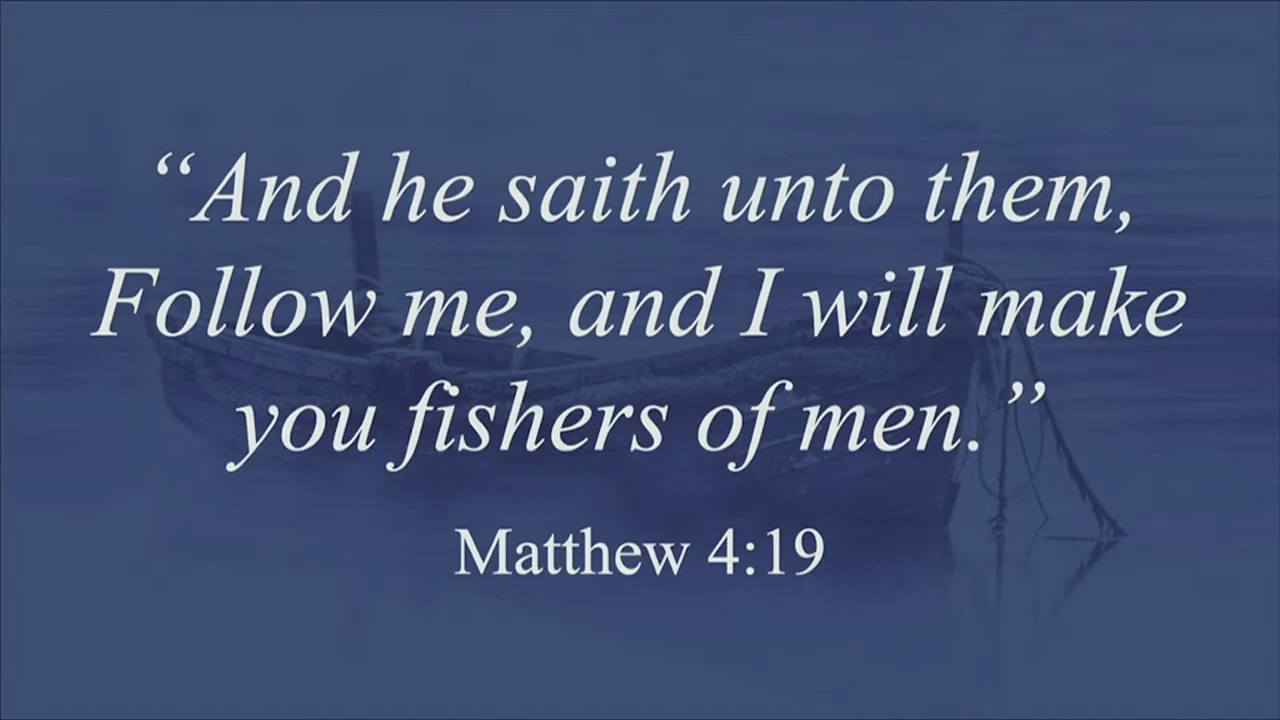 “And he saith unto them,
Follow me, and I will make
you fishers of men.”
Matthew 4:19